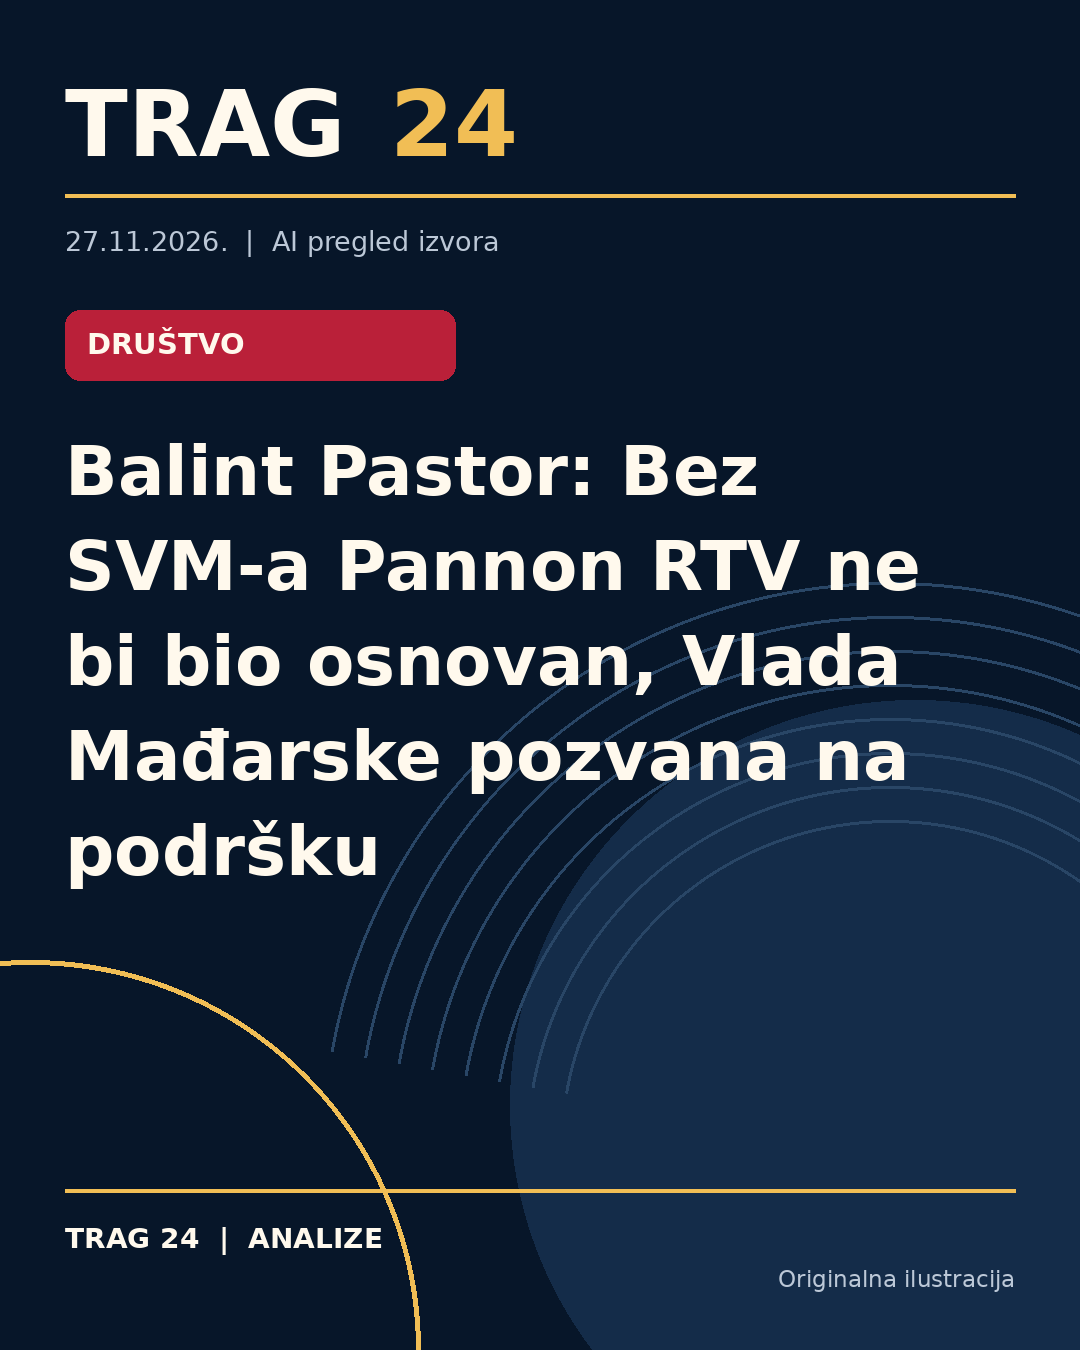 TRAG 24
27.11.2026. | AI pregled izvora
DRUŠTVO
Balint Pastor: Bez
SVM-a Pannon RTV ne
bi bio osnovan, Vlada
Mađarske pozvana na
podršku
TRAG 24 | ANALIZE
Originalna ilustracija